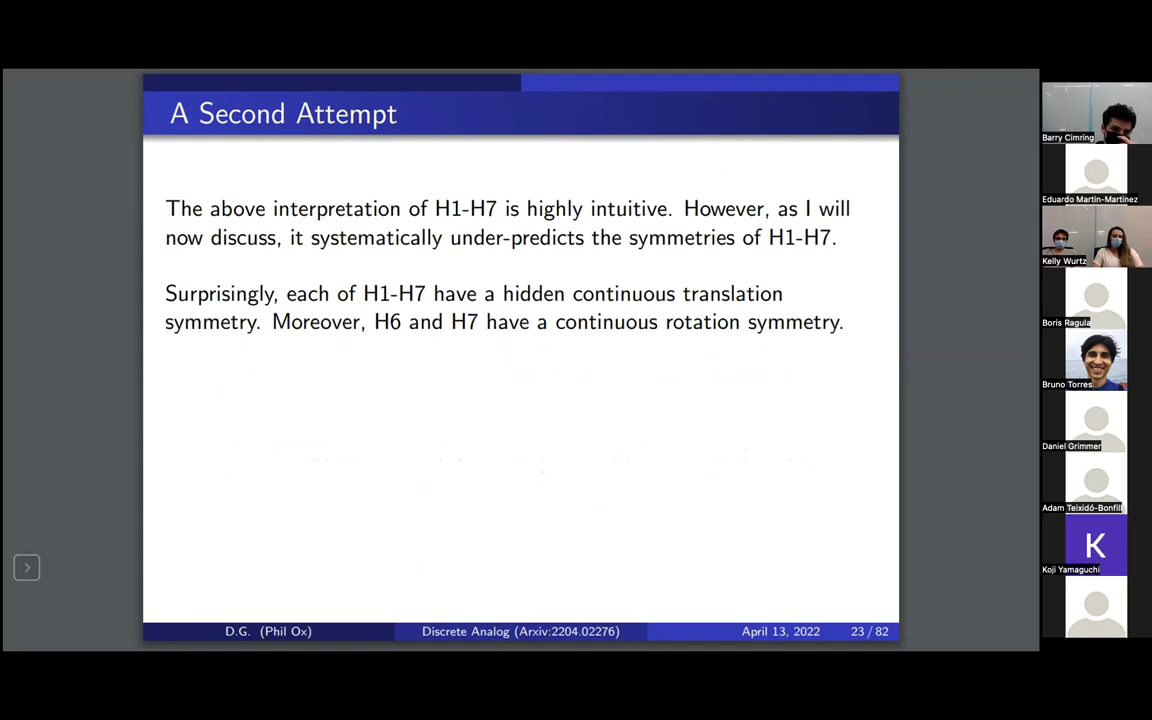 A Second Attempt
The above interpretation of H1-H7 is highly intuitive. However, as I will
now discuss, it systematically under-predicts the symmetries of H1-H7.
Surprisingly, each of H1-H7 have a hidden continuous translation
symmetry. Moreover, H6 and H7 have a continuous rotation symmetry.
D.G. (Phil Ox)
Discrete Analog (Arxiv:2204.02276)
April 13, 2022
23 / 82
Barry Cimring
Eduardo Martin-Martinez
Kelly Wurtz
Boris Ragula
Bruno Torres
Daniel Grimmer
Adam Teixidó-Bonfill
K
Koji Yamaguchi